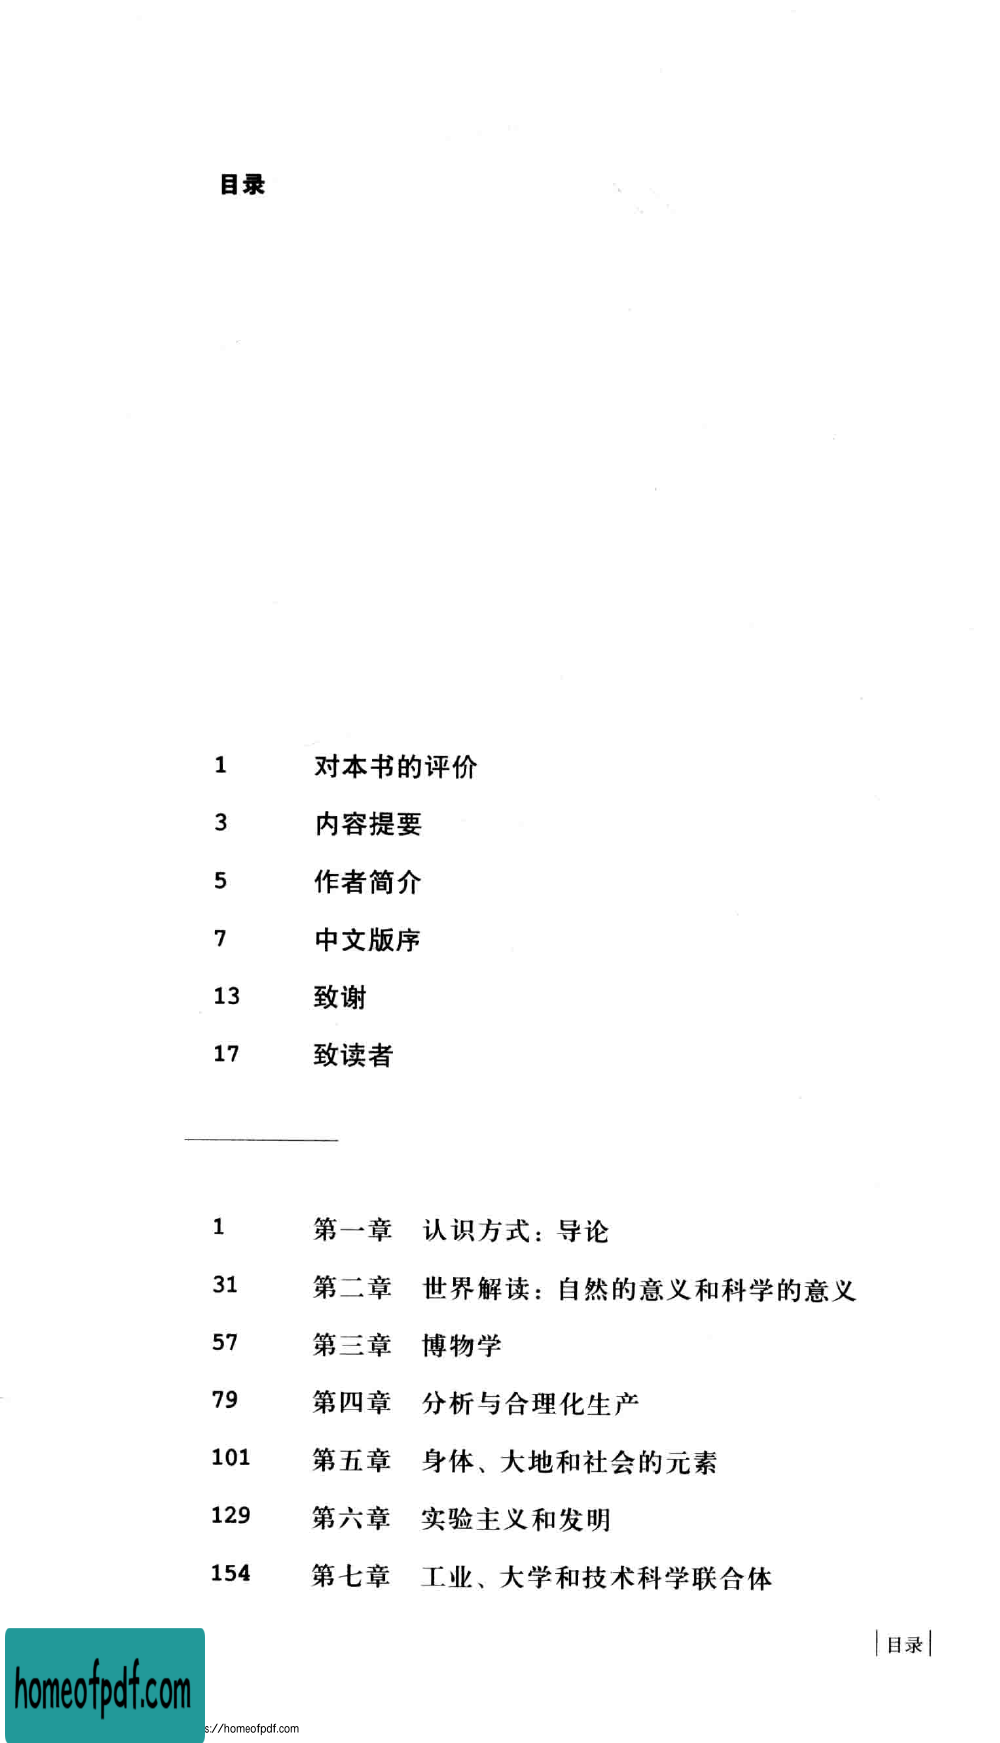 目录
1 对本书的评价
3 内容提要
5 作者简介
7 中文版序
13 致谢
17 致读者
1 第一章 认识方式：导论
31 第二章 世界解读：自然的意义和科学的意义
57 第三章 博物学
79 第四章 分析与合理化生产
101 第五章 身体、大地和社会的元素
129 第六章 实验主义和发明
154 第七章 工业、大学和技术科学联合体
目录
homeofpdf.com
s://homeofpdf.com